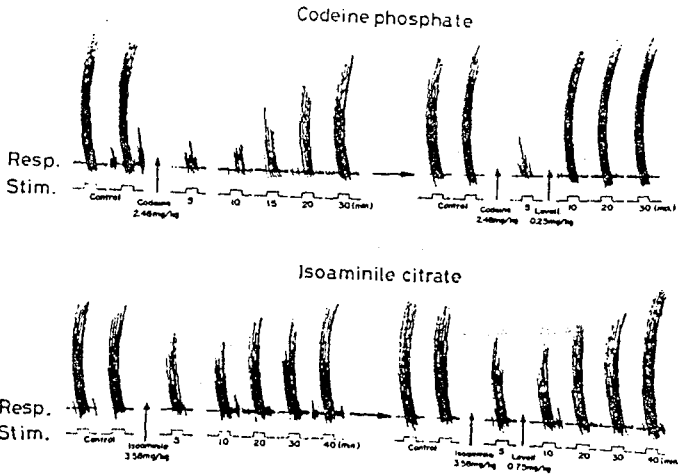 Codeine phosphate
Resp.
Stim.
Control Codeine 5 10 15 20 30 (min) Control Codeine 5 Levall. 10 20 30 (min.)
2.48mg/kg 2.48mg/kg 0.25mg/kg
Isoaminile citrate
Resp.
Stim.
Control Isoaminile 5 10 20 30 40 (min) Control Isoaminile 5 Levall 10 20 30 40 (min.
3.58mg/kg 3.58mg/kg 0.75mg/kg